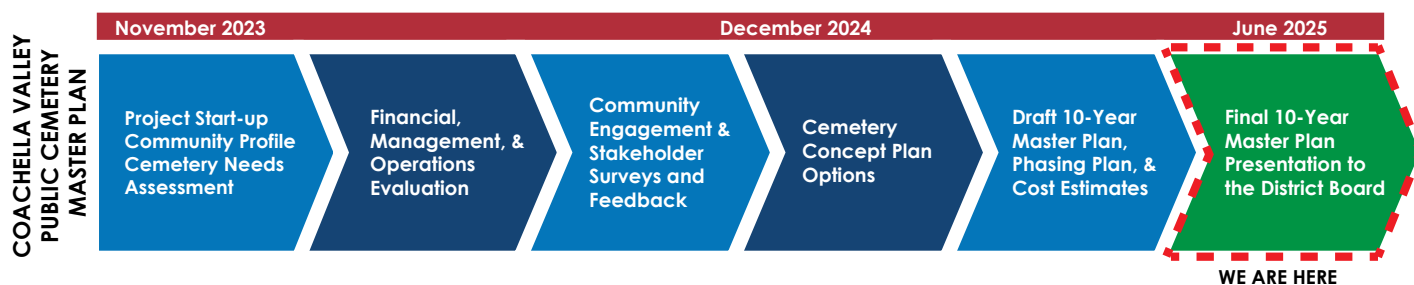 COACHELLA VALLEY
PUBLIC CEMETERY
MASTER PLAN
November 2023
December 2024
June 2025
Project Start-up
Community Profile
Cemetery Needs
Assessment
Financial,
Management, &
Operations
Evaluation
Community
Engagement &
Stakeholder
Surveys and
Feedback
Cemetery
Concept Plan
Options
Draft 10-Year
Master Plan,
Phasing Plan, &
Cost Estimates
Final 10-Year
Master Plan
Presentation to
the District Board
WE ARE HERE